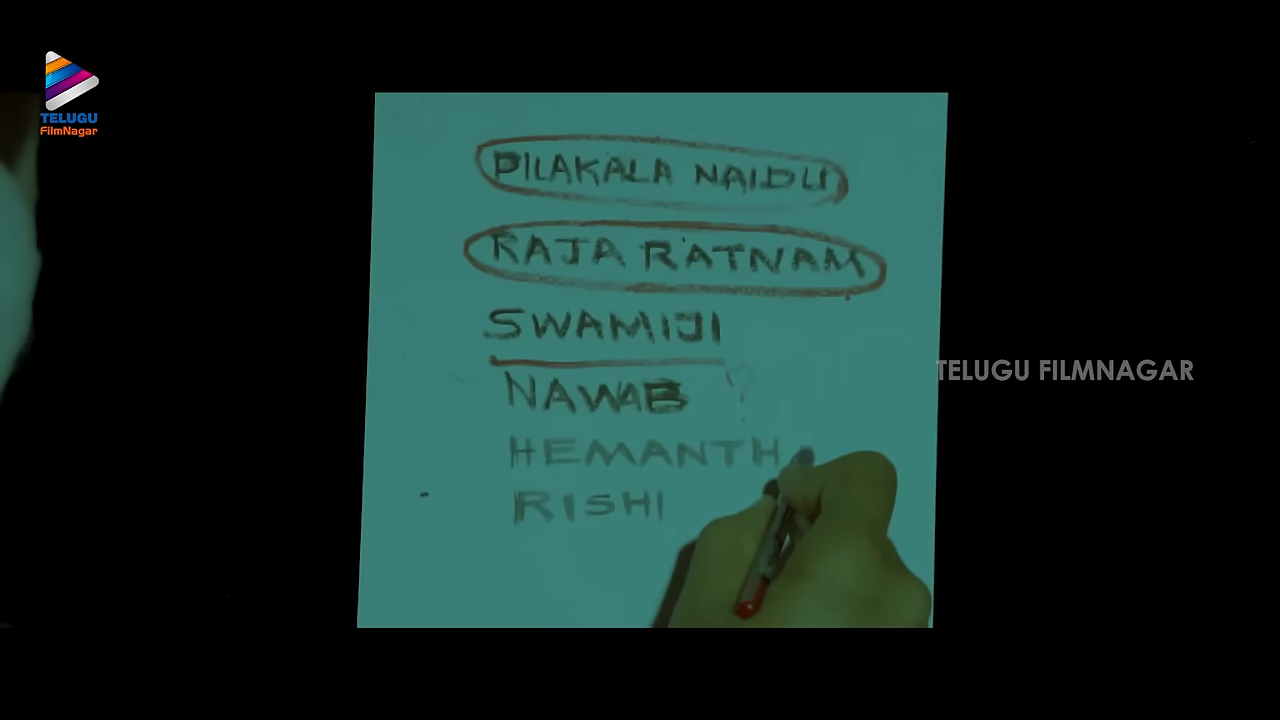 TELUGU
FilmNagar
PILAKALA NAIDU
RAJA RATNAM
SWAMIJI
NAWAB ?
HEMANTH
RISHI
TELUGU FILMNAGAR